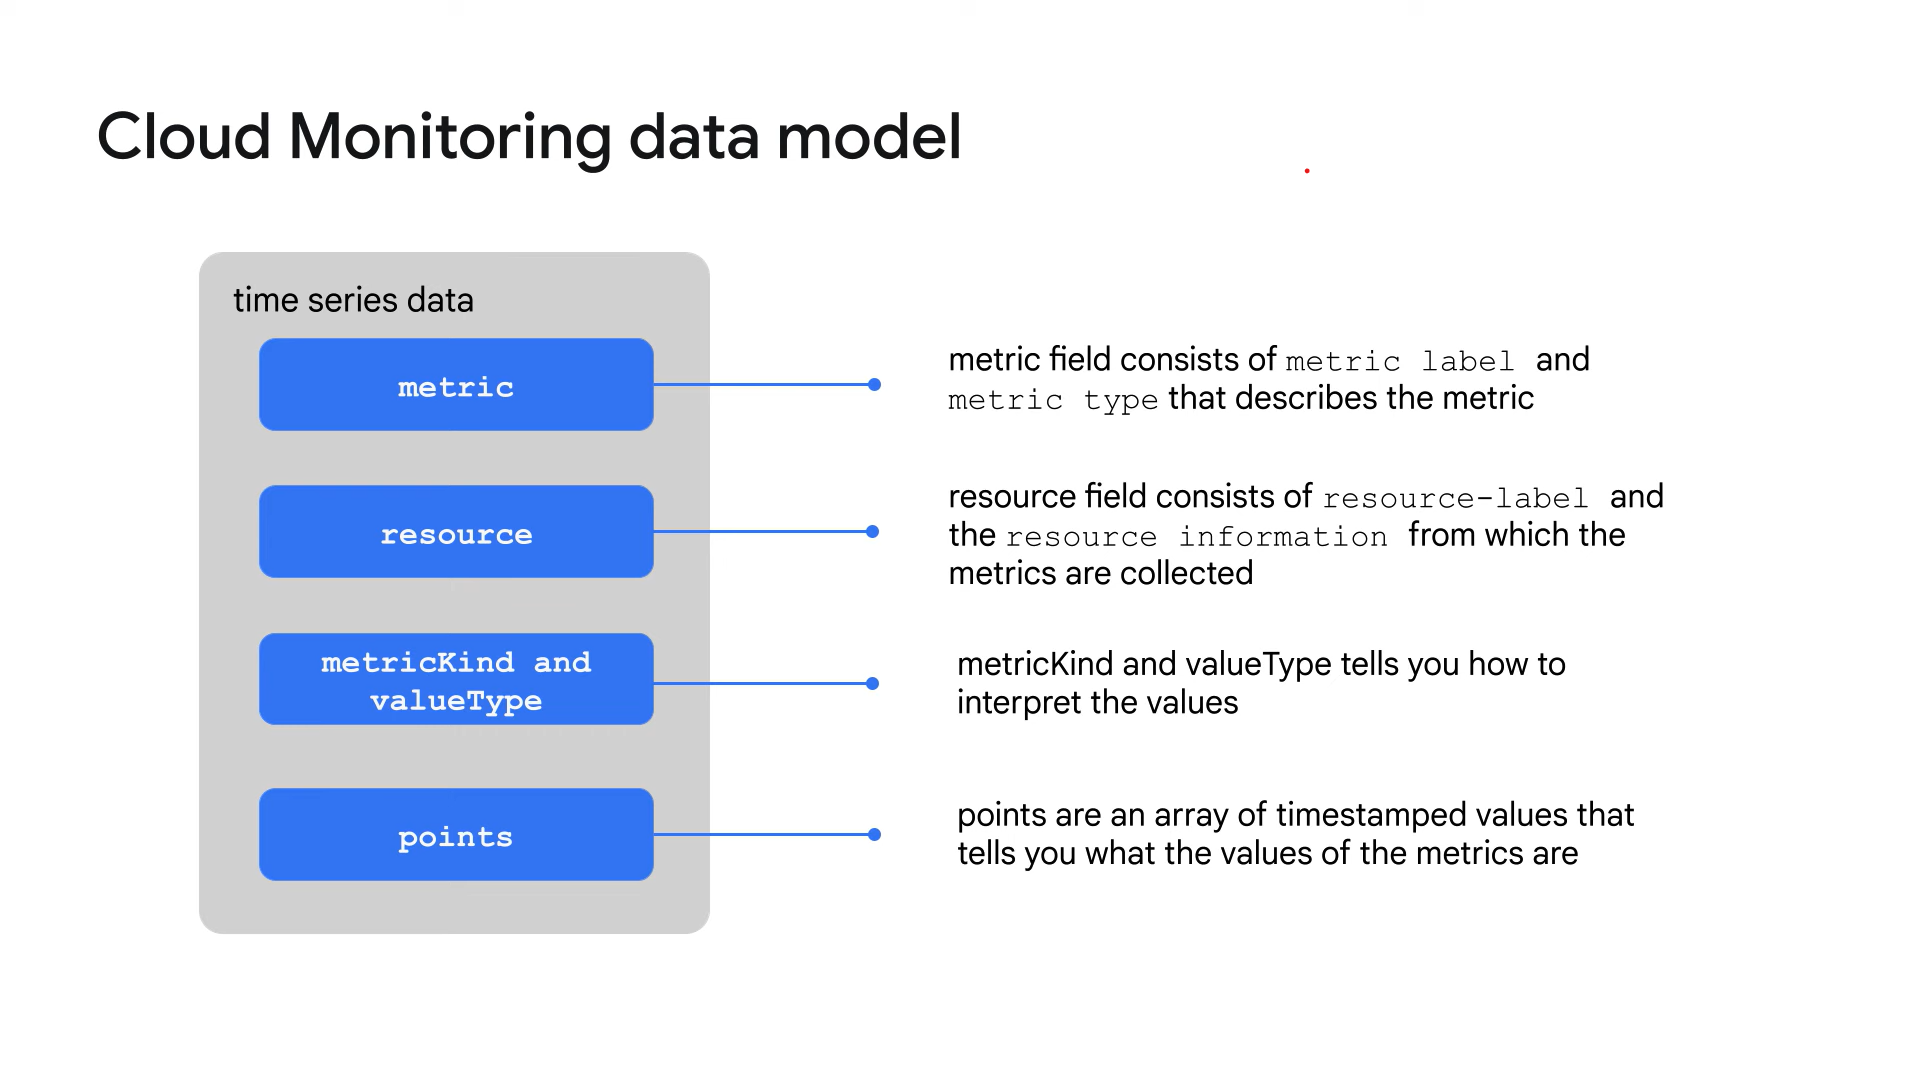 Cloud Monitoring data model
time series data
metric
metric field consists of metric label and
metric type that describes the metric
resource
resource field consists of resource-label and
the resource information from which the
metrics are collected
metricKind and
valueType
metricKind and valueType tells you how to
interpret the values
points
points are an array of timestamped values that
tells you what the values of the metrics are